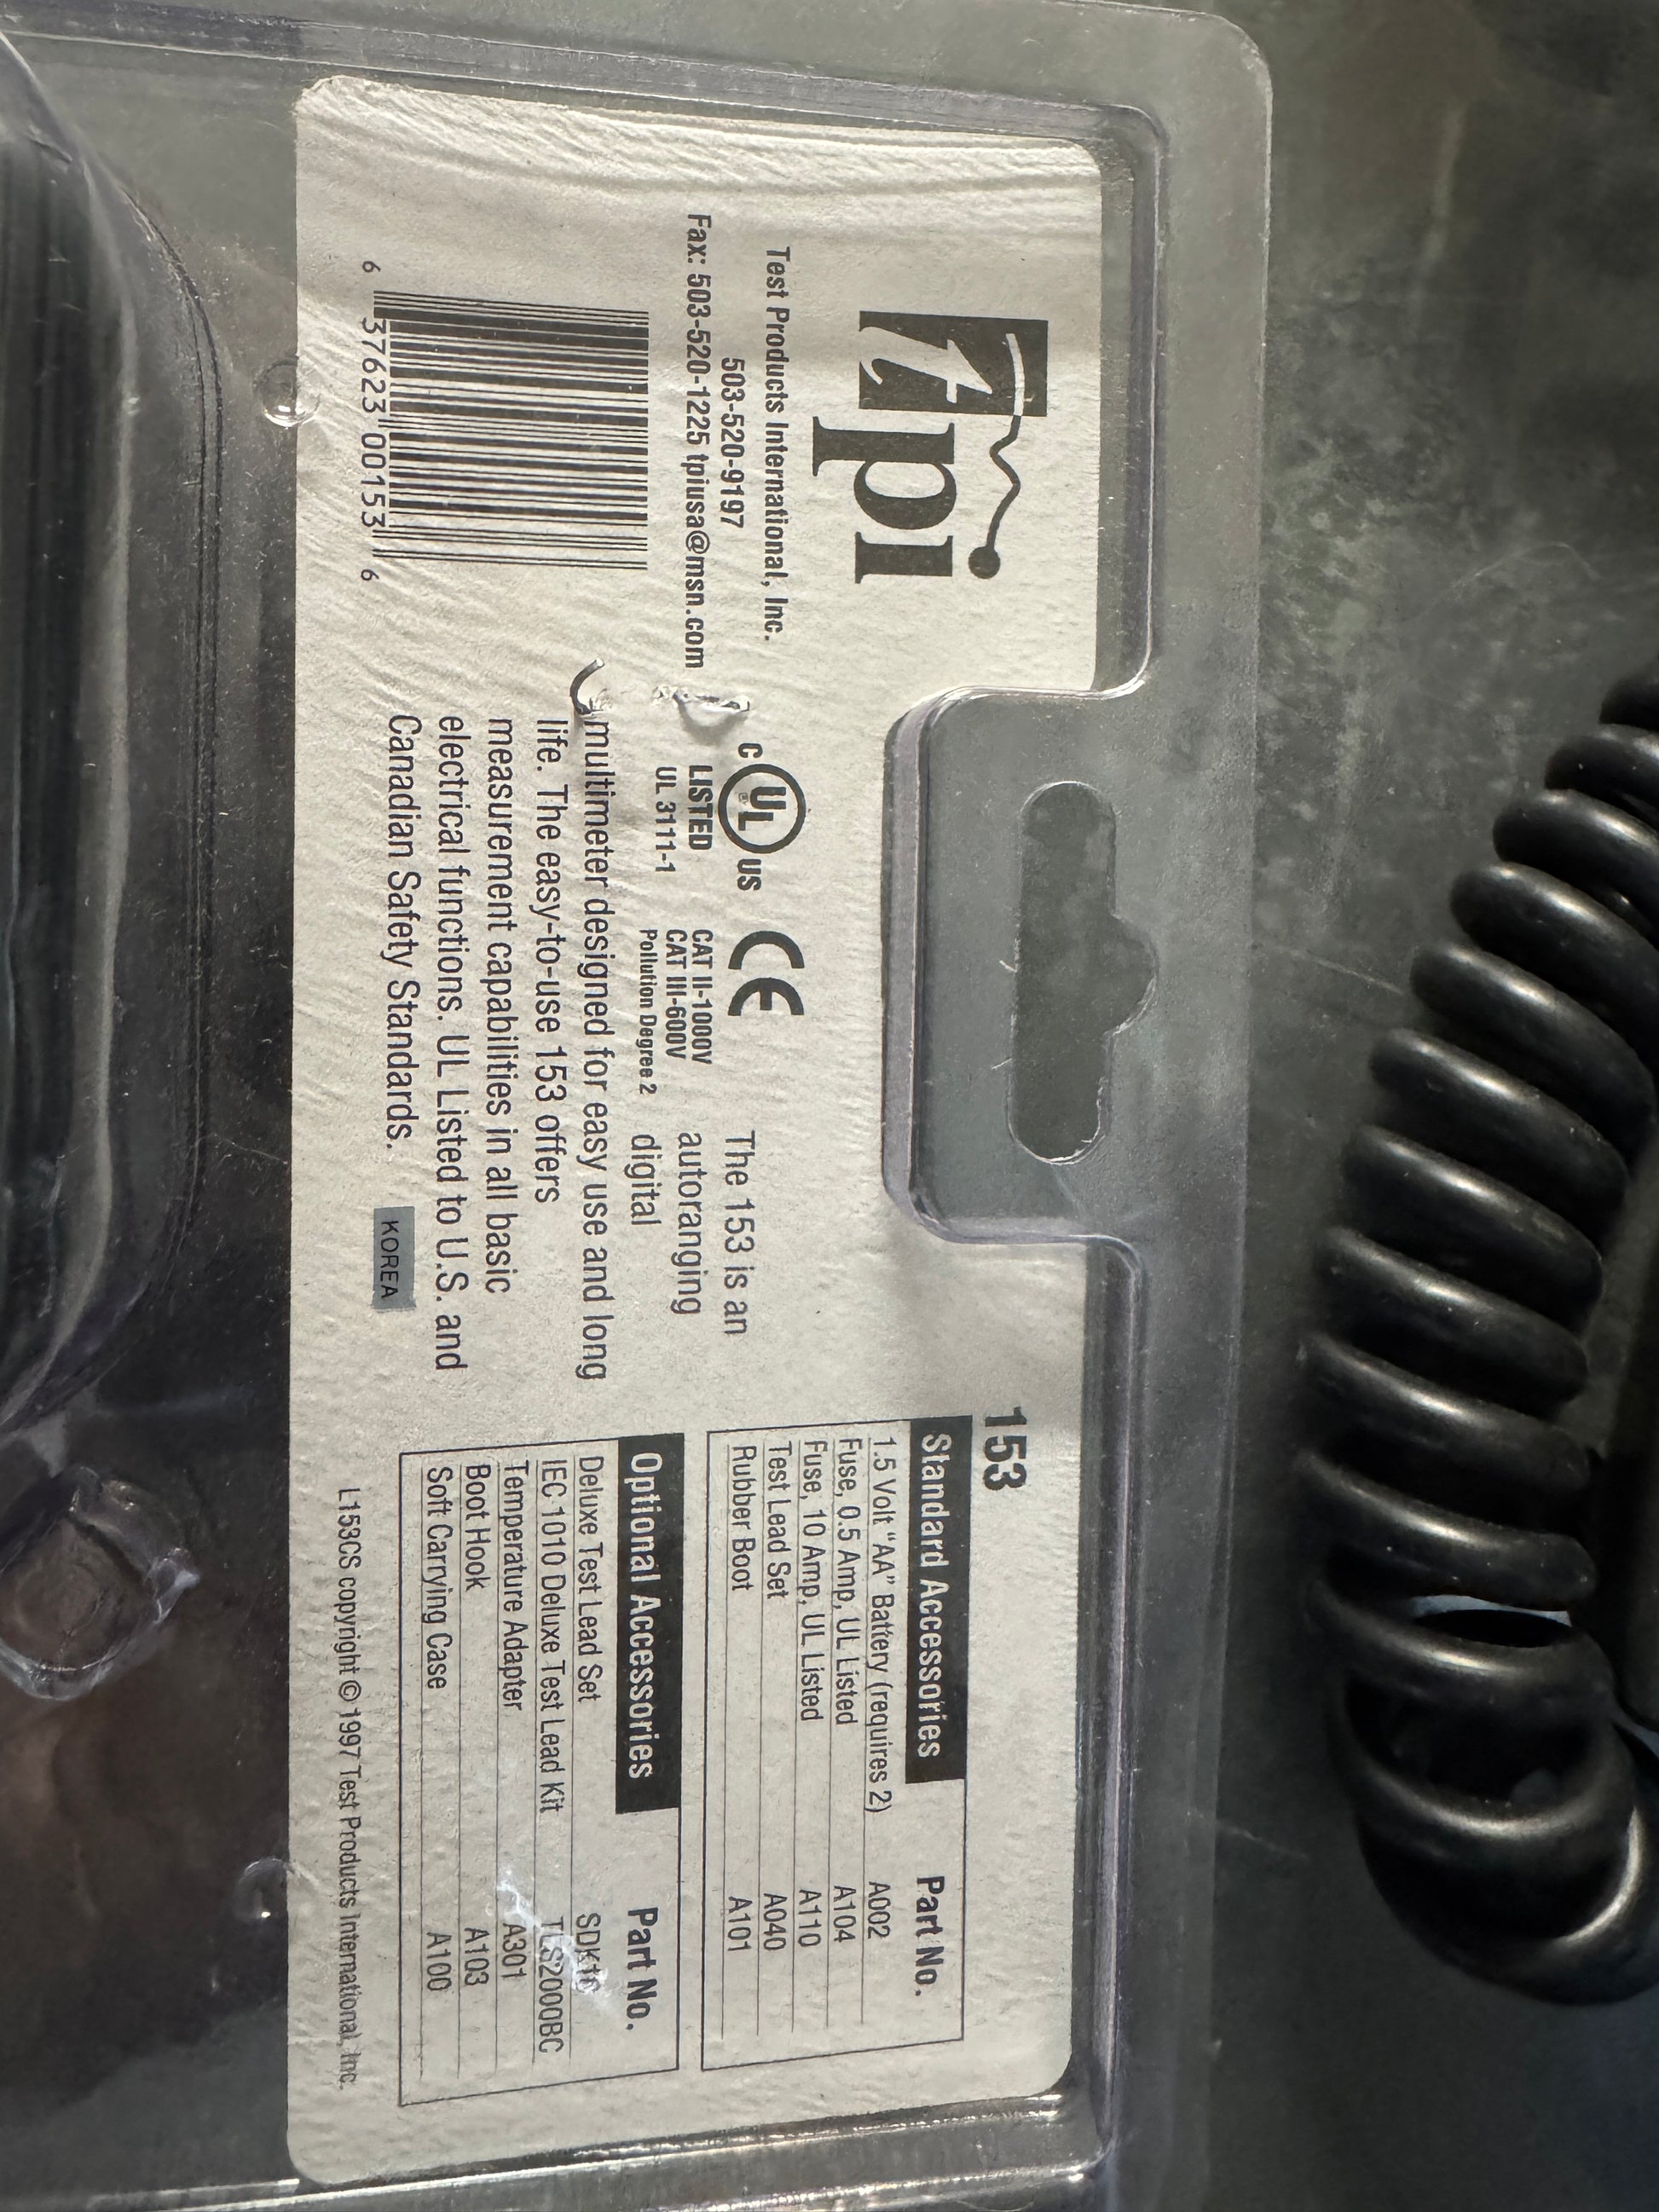 tpi
Test Products International, Inc.
503-520-9197
Fax: 503-520-1225 tpiusa@msn.com
6 37623 00153 6
C UL ® US
LISTED
UL 3111-1
CE
CAT II-1000V
CAT III-600V
Pollution Degree 2
The 153 is an
autoranging
digital
multimeter designed for easy use and long
life. The easy-to-use 153 offers
measurement capabilities in all basic
electrical functions. UL Listed to U.S. and
Canadian Safety Standards.
KOREA
153
Standard Accessories Part No.
1.5 Volt “AA” Battery (requires 2) A002
Fuse, 0.5 Amp, UL Listed A104
Fuse, 10 Amp, UL Listed A110
Test Lead Set A040
Rubber Boot A101
Optional Accessories Part No.
Deluxe Test Lead Set SDK10
IEC 1010 Deluxe Test Lead Kit TLS2000BC
Temperature Adapter A301
Boot Hook A103
Soft Carrying Case A100
L153CS copyright © 1997 Test Products International, Inc.